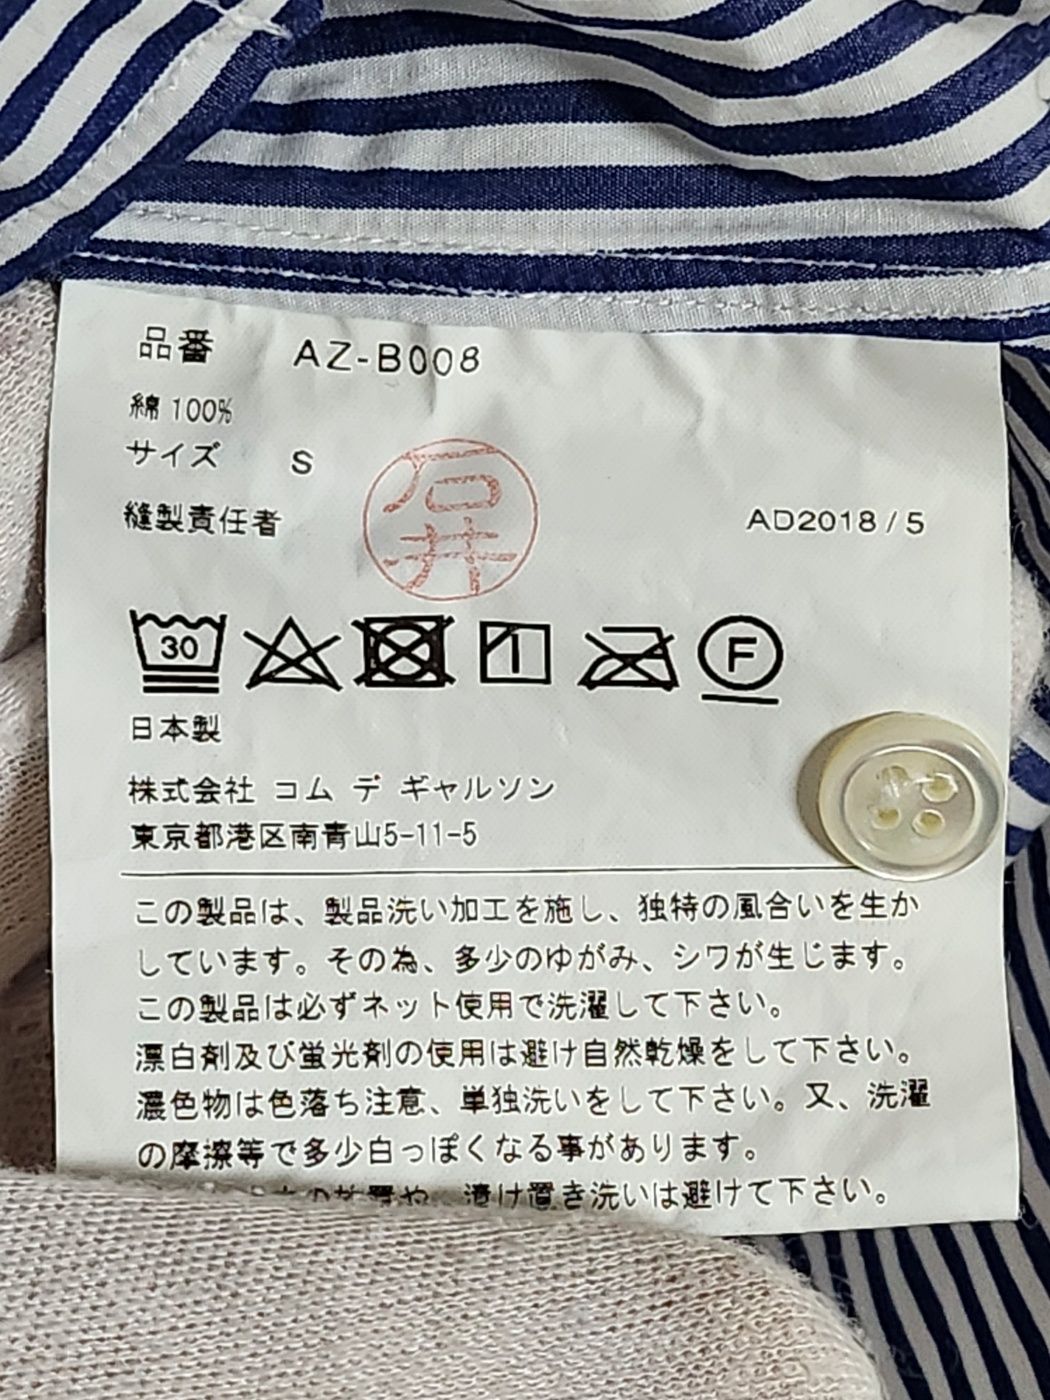 品番 AZ-B008
綿 100%
サイズ S
縫製責任者 石井 AD2018/5
30 F
日本製
株式会社 コム デ ギャルソン
東京都港区南青山5-11-5
この製品は、製品洗い加工を施し、独特の風合いを生か
しています。その為、多少のゆがみ、シワが生じます。
この製品は必ずネット使用で洗濯して下さい。
漂白剤及び蛍光剤の使用は避け自然乾燥をして下さい。
濃色物は色落ち注意、単独洗いをして下さい。又、洗濯
の摩擦等で多少白っぽくなる事があります。
漬け置き洗いは避けて下さい。